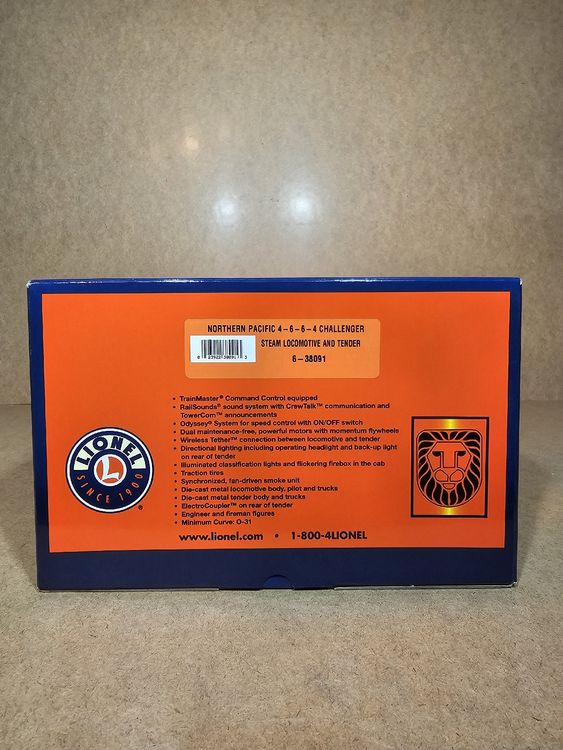 NORTHERN PACIFIC 4-6-6-4 CHALLENGER
STEAM LOCOMOTIVE AND TENDER
6-38091
• TrainMaster® Command Control equipped
• RailSounds® sound system with CrewTalk™ communication and
TowerCom™ announcements
• Odyssey® System for speed control with ON/OFF switch
• Dual maintenance-free, powerful motors with momentum flywheels
• Wireless Tether™ connection between locomotive and tender
• Directional lighting including operating headlight and back-up light
on rear of tender
• Illuminated classification lights and flickering firebox in the cab
• Traction tires
• Synchronized, fan-driven smoke unit
• Die-cast metal locomotive body, pilot and trucks
• Die-cast metal tender body and trucks
• ElectroCoupler™ on rear of tender
• Engineer and fireman figures
• Minimum Curve: O-31
LIONEL
L
SINCE 1900
®
www.lionel.com • 1-800-4LIONEL